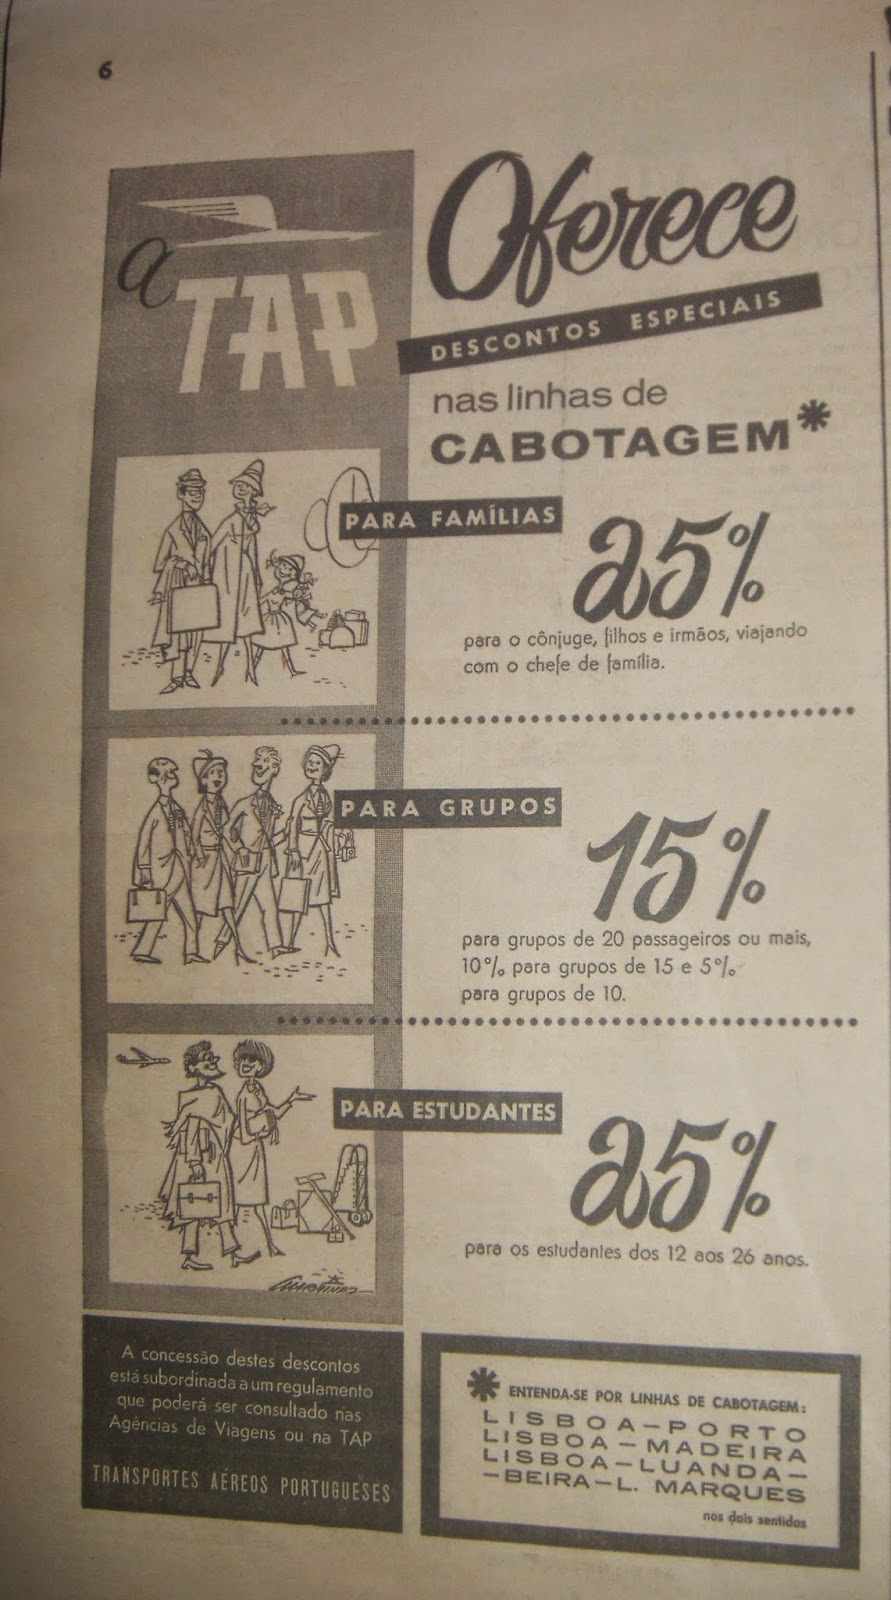 6
a
TAP
Oferece
DESCONTOS ESPECIAIS
nas linhas de
CABOTAGEM*
PARA FAMÍLIAS
25%
para o cônjuge, filhos e irmãos, viajando
com o chefe de família.
PARA GRUPOS
15%
para grupos de 20 passageiros ou mais,
10% para grupos de 15 e 5%
para grupos de 10.
PARA ESTUDANTES
25%
para os estudantes dos 12 aos 26 anos.
A concessão destes descontos
está subordinada a um regulamento
que poderá ser consultado nas
Agências de Viagens ou na TAP
TRANSPORTES AÉREOS PORTUGUESES
* ENTENDA-SE POR LINHAS DE CABOTAGEM:
LISBOA—PORTO
LISBOA—MADEIRA
LISBOA—LUANDA—
—BEIRA—L. MARQUES
nos dois sentidos